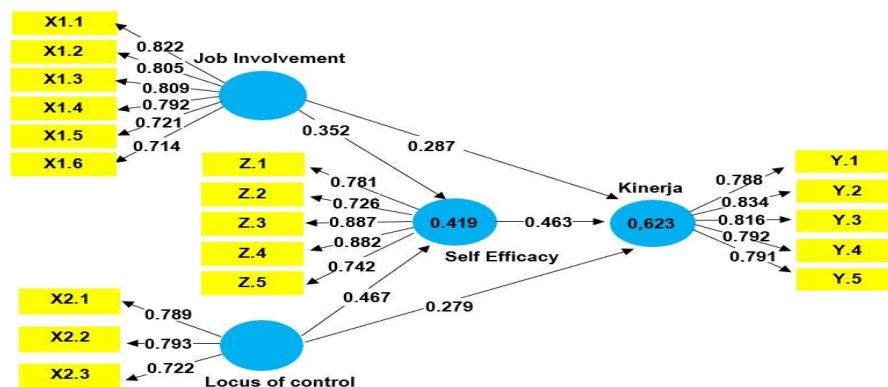 X1.1
X1.2
X1.3
X1.4
X1.5
X1.6
0.822
0.805
0.809
0.792
0.721
0.714
Job Involvement
0.352
0.287
Z.1
Z.2
Z.3
Z.4
Z.5
0.781
0.726
0.887
0.882
0.742
0.419
Self Efficacy
0.463
Kinerja
0,623
0.788
0.834
0.816
0.792
0.791
Y.1
Y.2
Y.3
Y.4
Y.5
0.467
0.279
X2.1
X2.2
X2.3
0.789
0.793
0.722
Locus of control